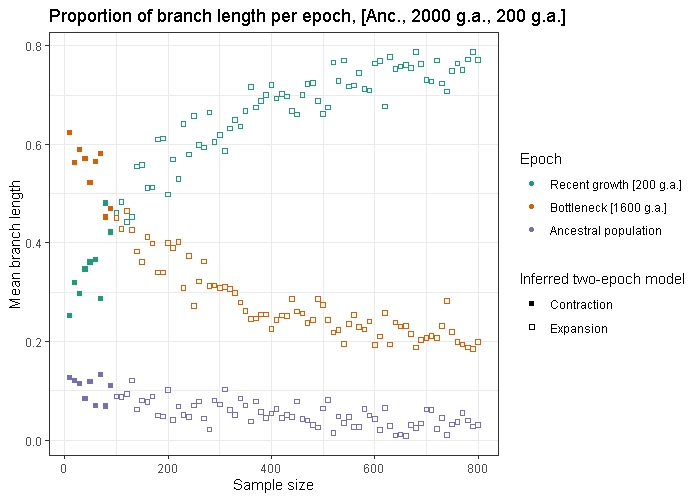 Proportion of branch length per epoch, [Anc., 2000 g.a., 200 g.a.]
Mean branch length
0.8
0.6
0.4
0.2
0.0
0
200
400
600
800
Sample size
Epoch
Recent growth [200 g.a.]
Bottleneck [1600 g.a.]
Ancestral population
Inferred two-epoch model
Contraction
Expansion